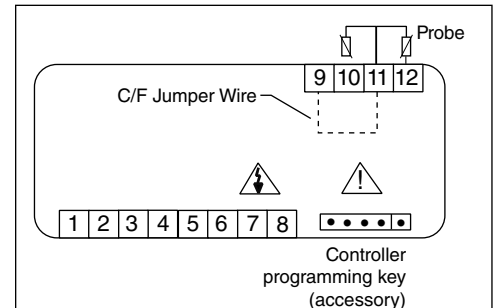 Probe
9 10 11 12
C/F Jumper Wire
1 2 3 4 5 6 7 8
Controller
programming key
(accessory)